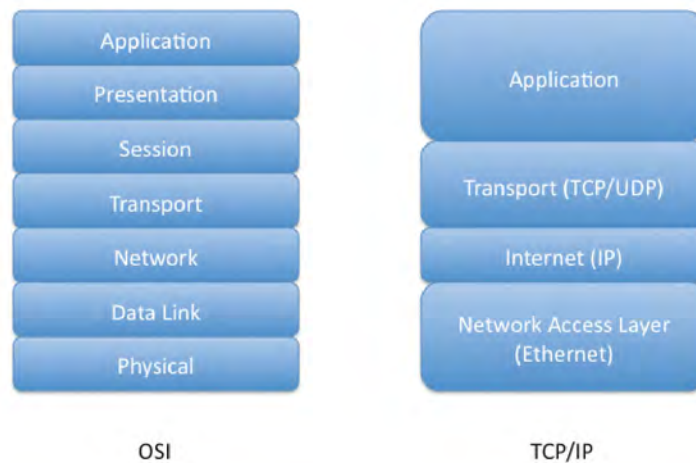 Application
Presentation
Session
Transport
Network
Data Link
Physical
OSI
Application
Transport (TCP/UDP)
Internet (IP)
Network Access Layer
(Ethernet)
TCP/IP